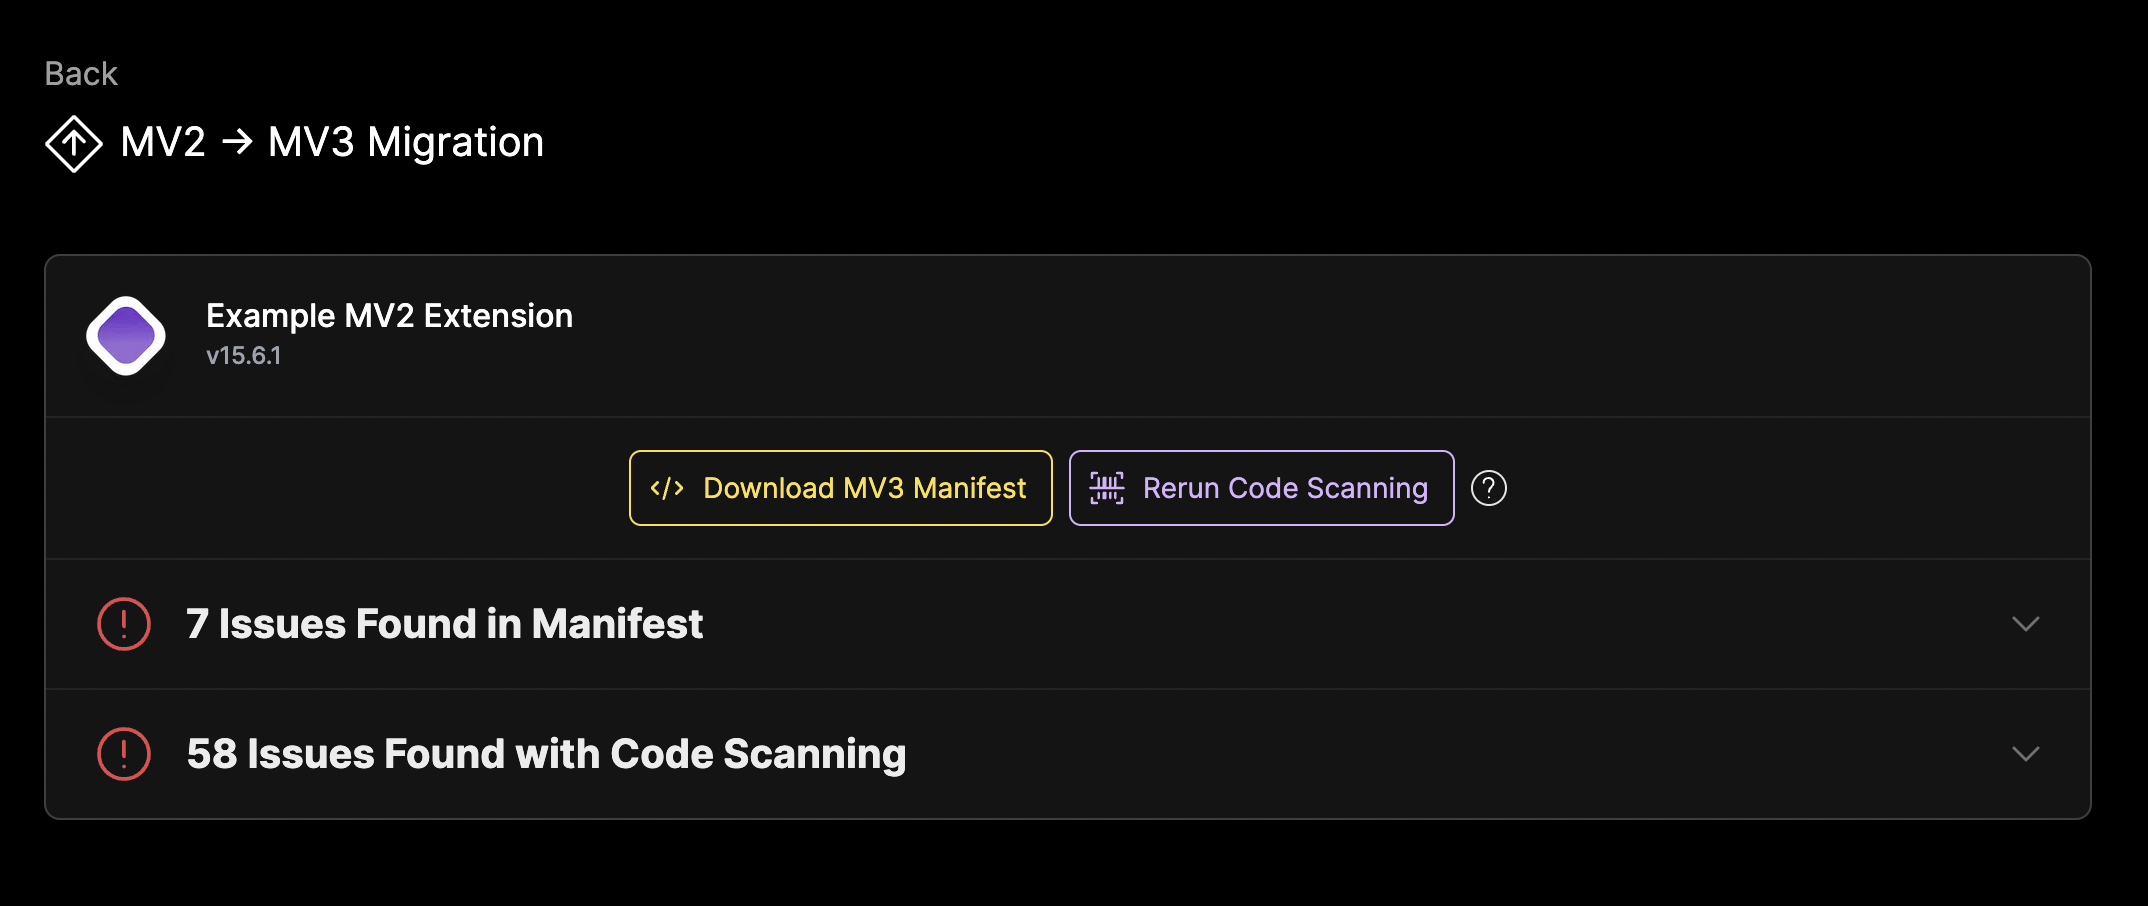 Back
MV2 → MV3 Migration
Example MV2 Extension
v15.6.1
</> Download MV3 Manifest
Rerun Code Scanning
?
! 7 Issues Found in Manifest
! 58 Issues Found with Code Scanning